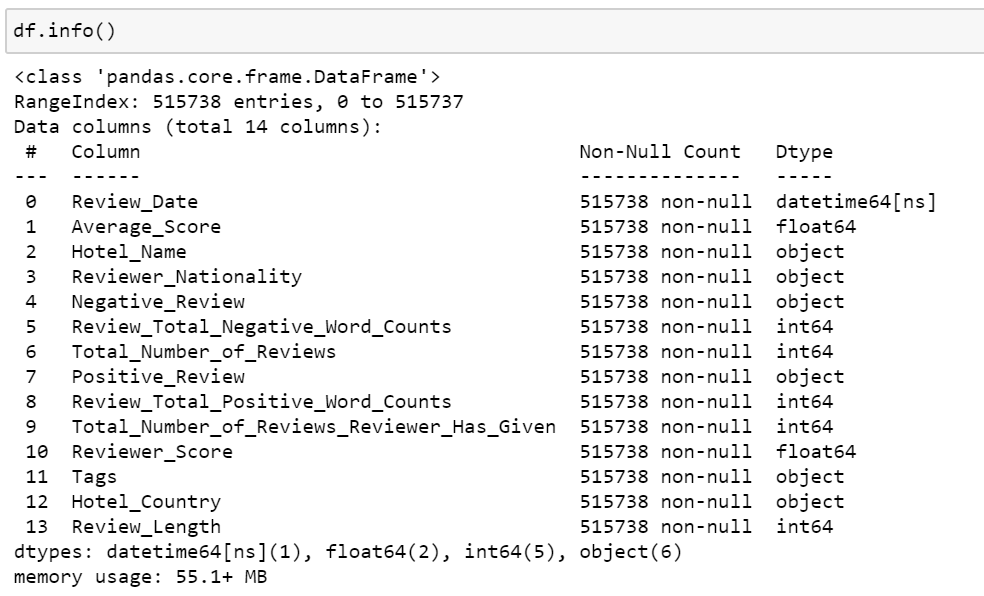 df.info()
<class 'pandas.core.frame.DataFrame'>
RangeIndex: 515738 entries, 0 to 515737
Data columns (total 14 columns):
 #   Column                                      Non-Null Count   Dtype
---  ------                                      --------------   -----
 0   Review_Date                                 515738 non-null  datetime64[ns]
 1   Average_Score                               515738 non-null  float64
 2   Hotel_Name                                  515738 non-null  object
 3   Reviewer_Nationality                        515738 non-null  object
 4   Negative_Review                             515738 non-null  object
 5   Review_Total_Negative_Word_Counts           515738 non-null  int64
 6   Total_Number_of_Reviews                     515738 non-null  int64
 7   Positive_Review                             515738 non-null  object
 8   Review_Total_Positive_Word_Counts           515738 non-null  int64
 9   Total_Number_of_Reviews_Reviewer_Has_Given  515738 non-null  int64
 10  Reviewer_Score                              515738 non-null  float64
 11  Tags                                        515738 non-null  object
 12  Hotel_Country                               515738 non-null  object
 13  Review_Length                               515738 non-null  int64
dtypes: datetime64[ns](1), float64(2), int64(5), object(6)
memory usage: 55.1+ MB